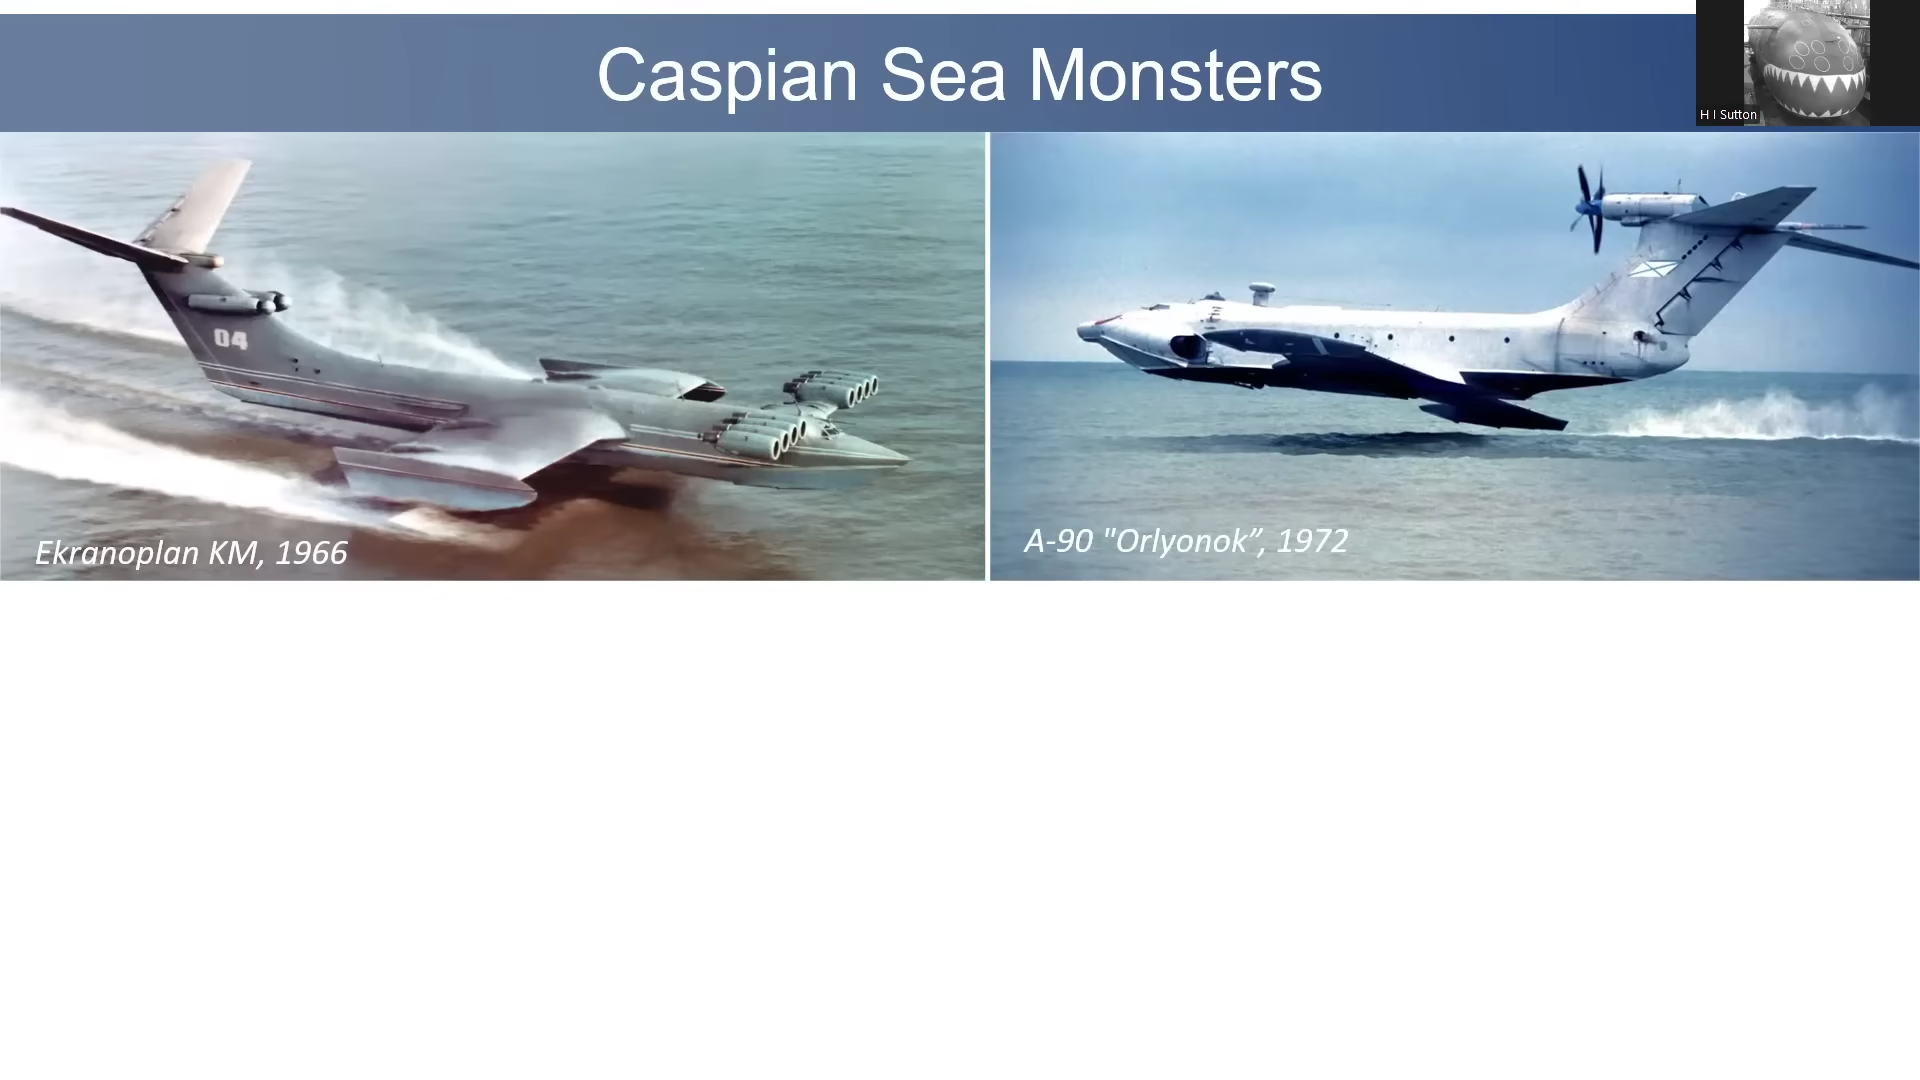 Caspian Sea Monsters
H I Sutton
04
Ekranoplan KM, 1966
A-90 "Orlyonok”, 1972